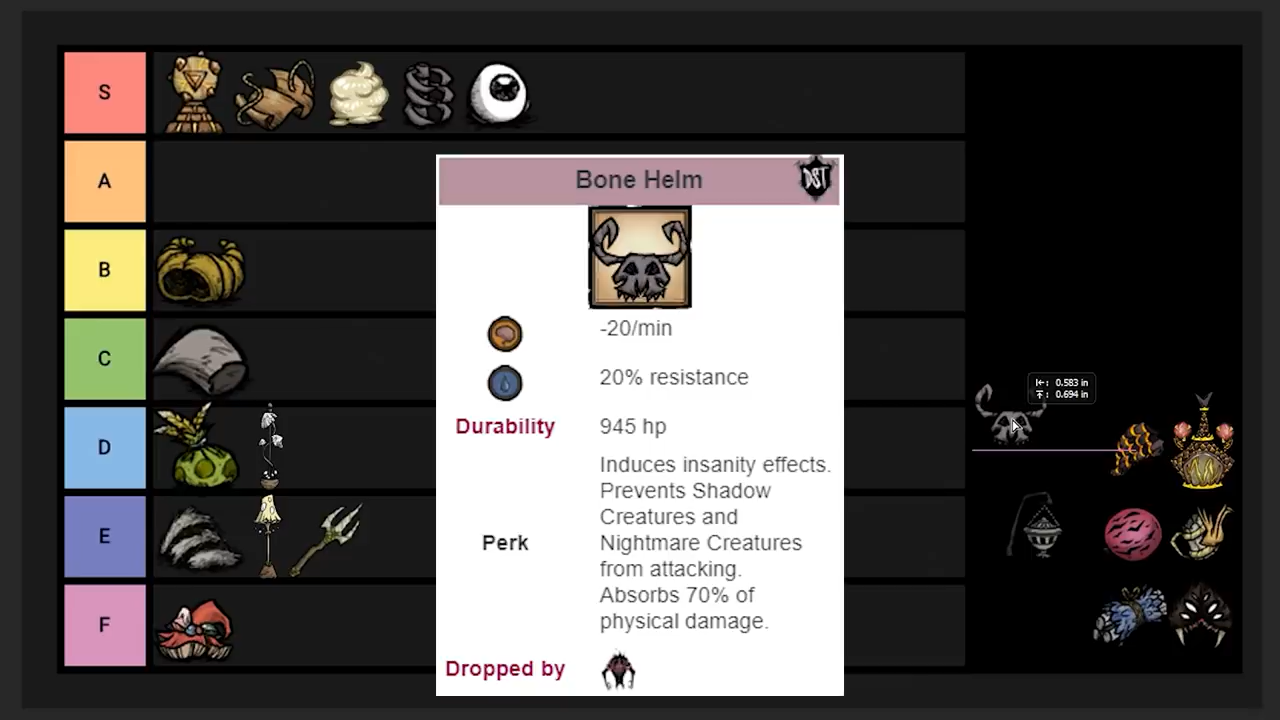 S
A
B
C
D
E
F
Bone Helm
DST
-20/min
20% resistance
Durability
945 hp
Perk
Induces insanity effects.
Prevents Shadow
Creatures and
Nightmare Creatures
from attacking.
Absorbs 70% of
physical damage.
Dropped by
0.583 in
0.694 in